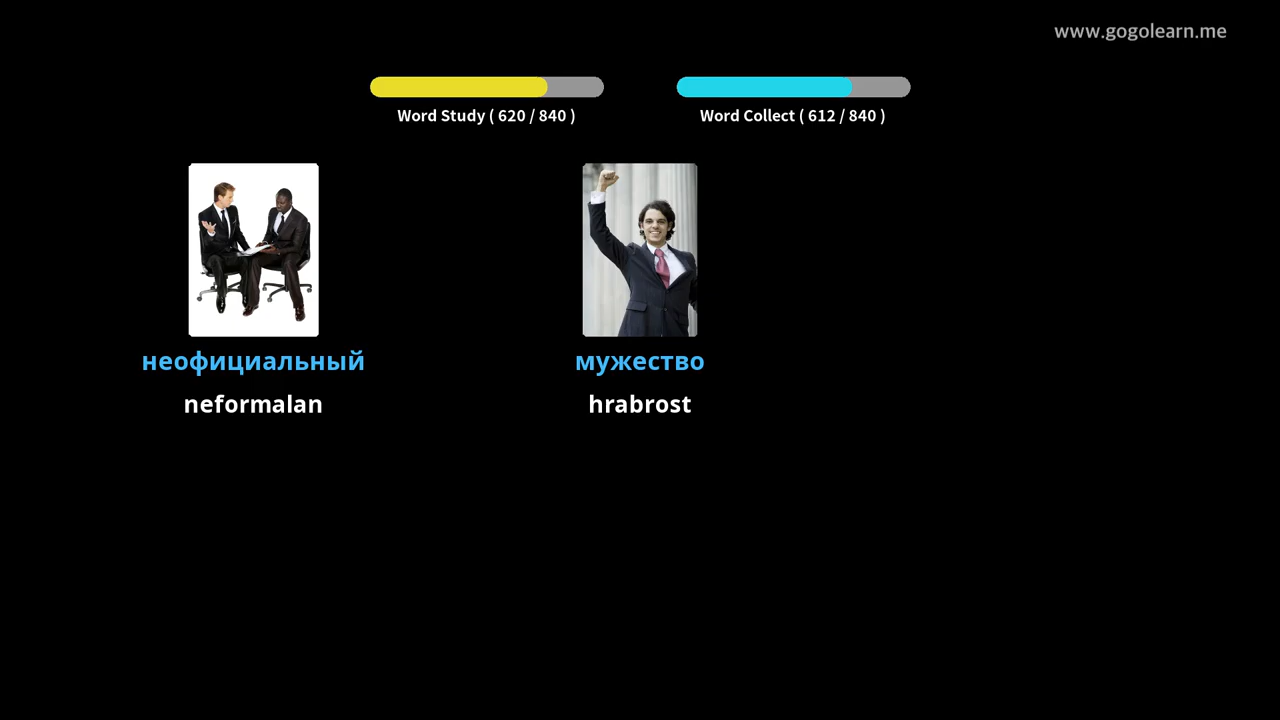 www.gogolearn.me
Word Study ( 620 / 840 )
Word Collect ( 612 / 840 )
неофициальный
мужество
neformalan
hrabrost